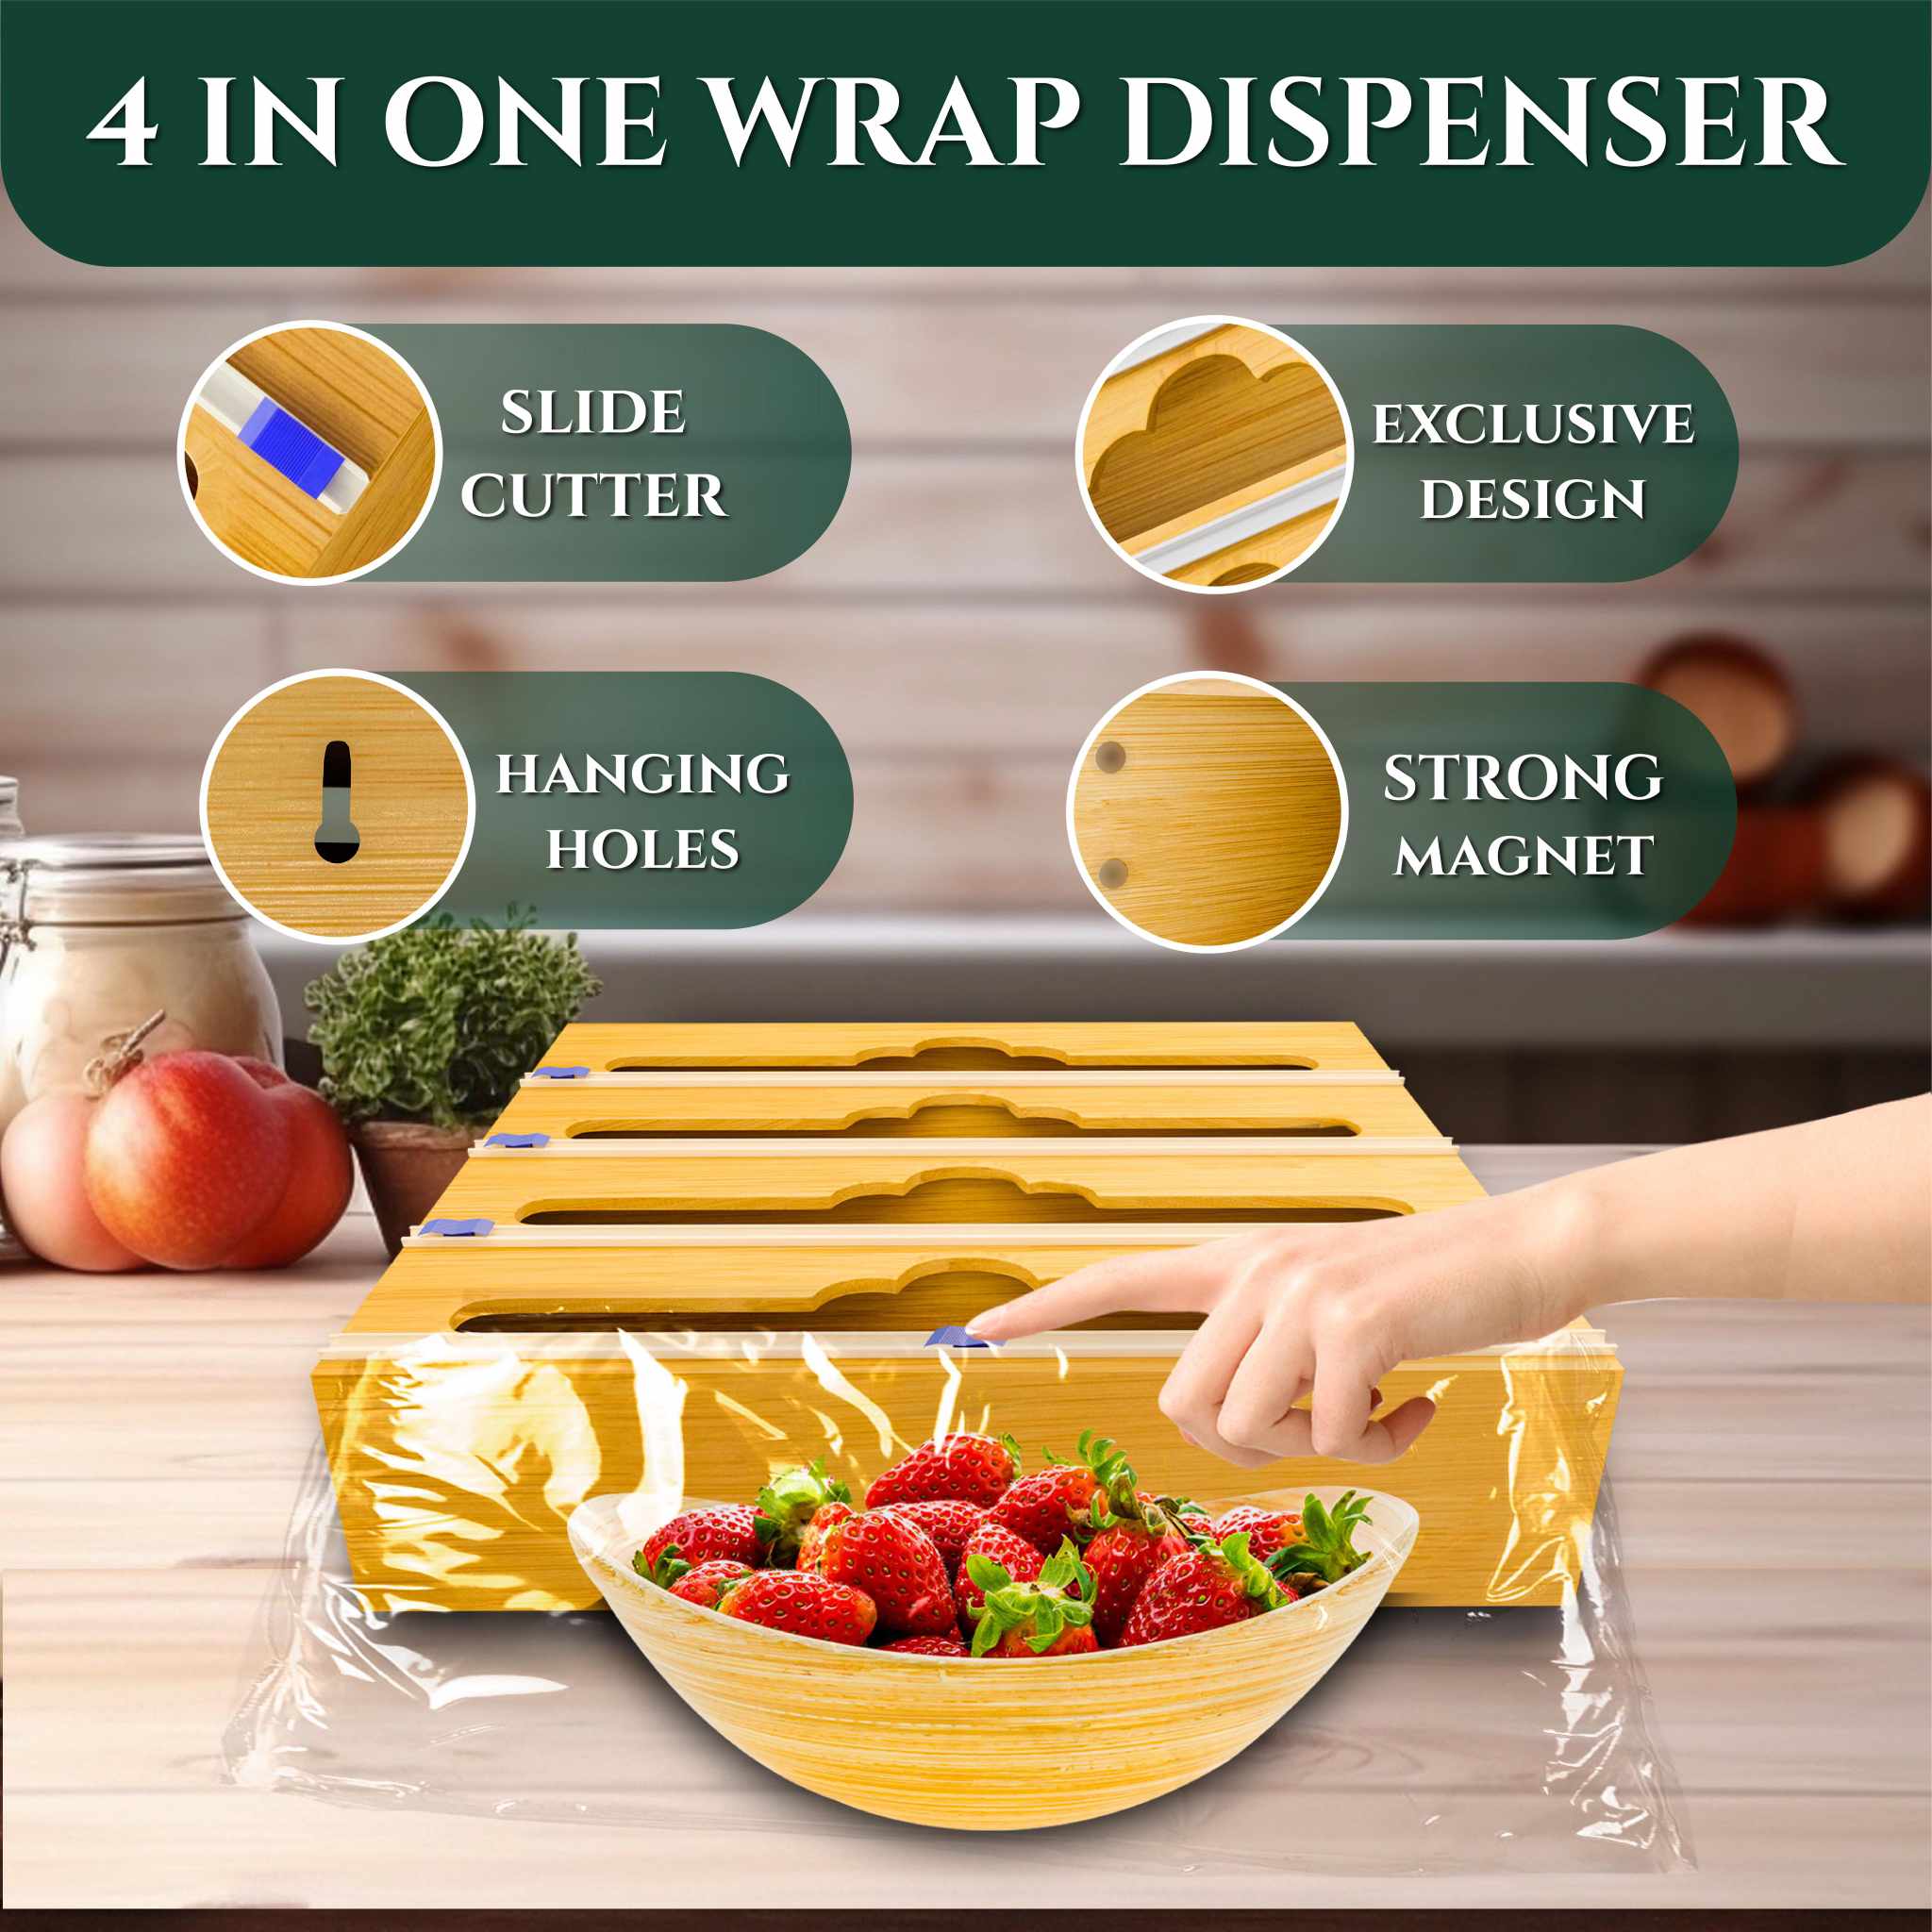 4 IN ONE WRAP DISPENSER
SLIDE
CUTTER
EXCLUSIVE
DESIGN
HANGING
HOLES
STRONG
MAGNET